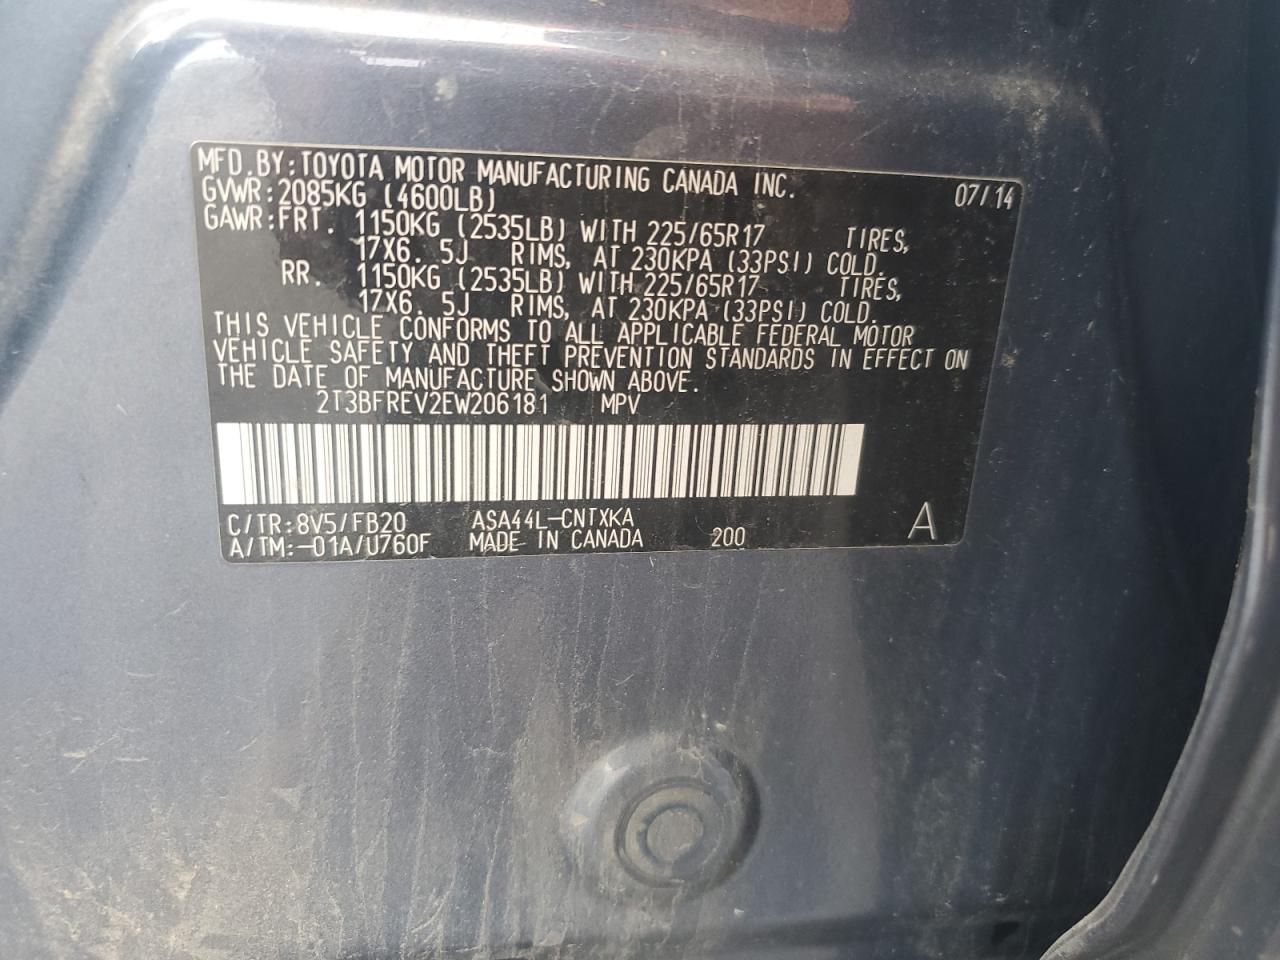 MFD.BY:TOYOTA MOTOR MANUFACTURING CANADA INC. 07/14
GVWR:2085KG (4600LB)
GAWR:FRT. 1150KG (2535LB) WITH 225/65R17 TIRES,
17X6. 5J RIMS, AT 230KPA (33PSI) COLD.
RR. 1150KG (2535LB) WITH 225/65R17 TIRES,
17X6. 5J RIMS, AT 230KPA (33PSI) COLD.
THIS VEHICLE CONFORMS TO ALL APPLICABLE FEDERAL MOTOR
VEHICLE SAFETY AND THEFT PREVENTION STANDARDS IN EFFECT ON
THE DATE OF MANUFACTURE SHOWN ABOVE.
2T3BFREV2EW206181 MPV
C/TR:8V5/FB20 ASA44L-CNTXKA A
A/TM:-01A/U760F MADE IN CANADA 200